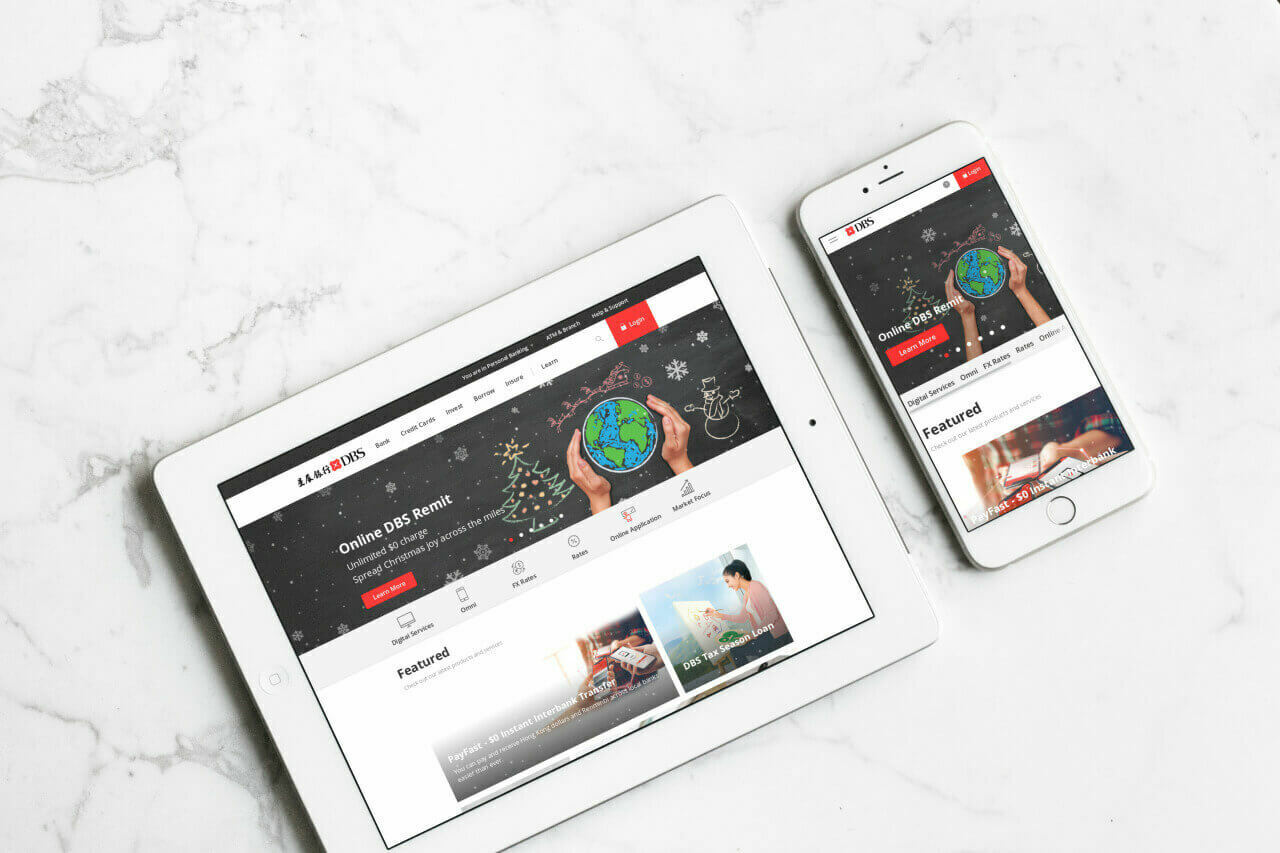 You are in Personal Banking
ATM & Branch
Help & Support
星展銀行 DBS
Bank
Credit Cards
Invest
Borrow
Insure
Learn
Login
Online DBS Remit
Unlimited $0 charge
Spread Christmas joy across the miles
Learn More
Digital Services
Omni
FX Rates
Rates
Online Application
Market Focus
Featured
Check out our latest products and services
PayFast - $0 Instant Interbank Transfer
You can pay and receive Hong Kong dollars and Renminbi across local banks
easier than ever.
DBS Tax Season Loan
DBS
Login
Online DBS Remit
Learn More
Digital Services
Omni
FX Rates
Rates
Online A
Featured
Check out our latest products and services
PayFast - $0 Instant Interbank